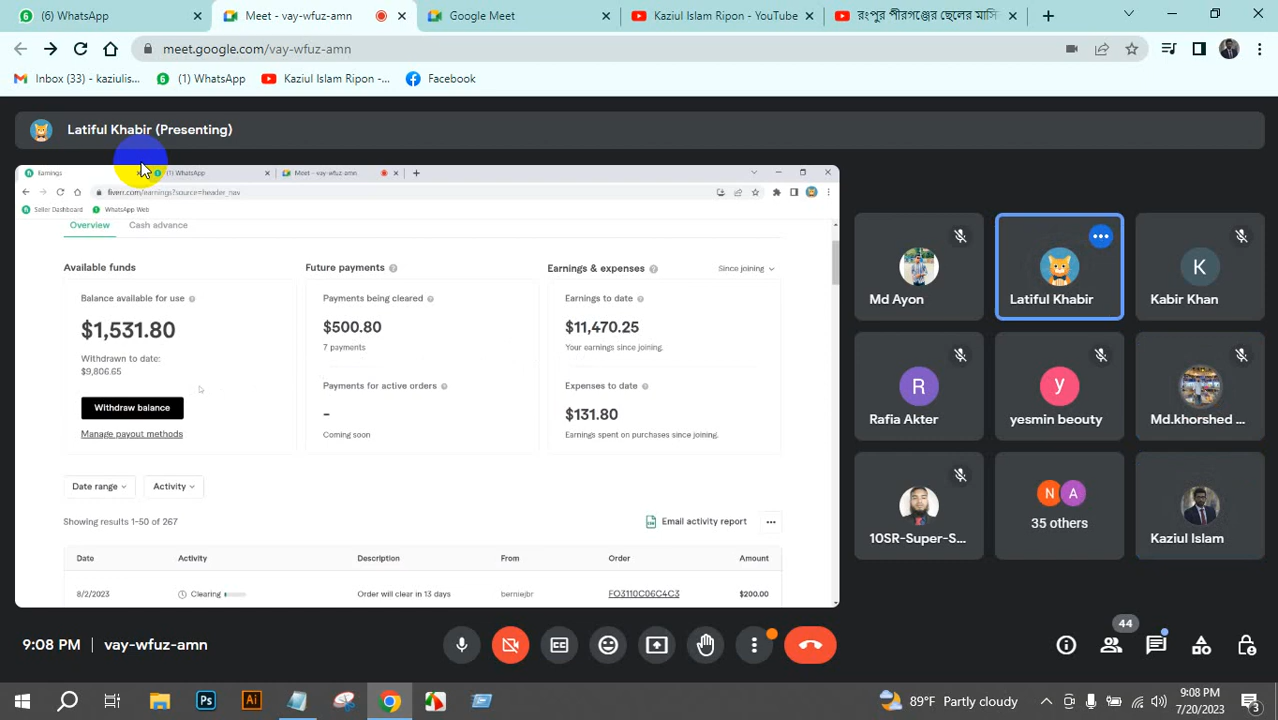 (6) WhatsApp
Meet - vay-wfuz-amn
Google Meet
Kaziul Islam Ripon - YouTube
রংপুর পীরগঞ্জের ছেলের মাসি
meet.google.com/vay-wfuz-amn
Inbox (33) - kaziulis...
(1) WhatsApp
Kaziul Islam Ripon -...
Facebook
Latiful Khabir (Presenting)
Earnings
(1) WhatsApp
Meet - vay-wfuz-amn
fiverr.com/earnings?source=header_nav
Seller Dashboard
WhatsApp Web
Overview
Cash advance
Available funds
Future payments
Earnings & expenses
Since joining
Balance available for use
Payments being cleared
Earnings to date
$1,531.80
$500.80
$11,470.25
7 payments
Your earnings since joining.
Withdrawn to date:
$9,806.65
Payments for active orders
Expenses to date
Withdraw balance
-
$131.80
Manage payout methods
Coming soon
Earnings spent on purchases since joining.
Date range
Activity
Showing results 1-50 of 267
Email activity report
Date
Activity
Description
From
Order
Amount
8/2/2023
Clearing
Order will clear in 13 days
berniejbr
FO3110C06C4C3
$200.00
Md Ayon
Latiful Khabir
K
Kabir Khan
R
Rafia Akter
y
yesmin beauty
Md.khorshed ...
10SR-Super-S...
N
A
35 others
Kaziul Islam
9:08 PM | vay-wfuz-amn
44
Ps
Ai
89°F Partly cloudy
9:08 PM
7/20/2023
3